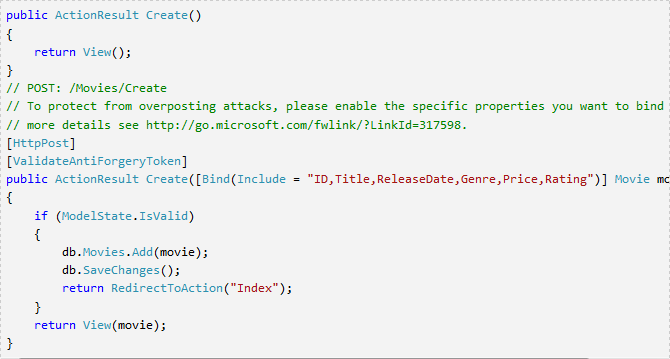 public ActionResult Create()
{
    return View();
}
// POST: /Movies/Create
// To protect from overposting attacks, please enable the specific properties you want to bind
// more details see http://go.microsoft.com/fwlink/?LinkId=317598.
[HttpPost]
[ValidateAntiForgeryToken]
public ActionResult Create([Bind(Include = "ID,Title,ReleaseDate,Genre,Price,Rating")] Movie
{
    if (ModelState.IsValid)
    {
        db.Movies.Add(movie);
        db.SaveChanges();
        return RedirectToAction("Index");
    }
    return View(movie);
}